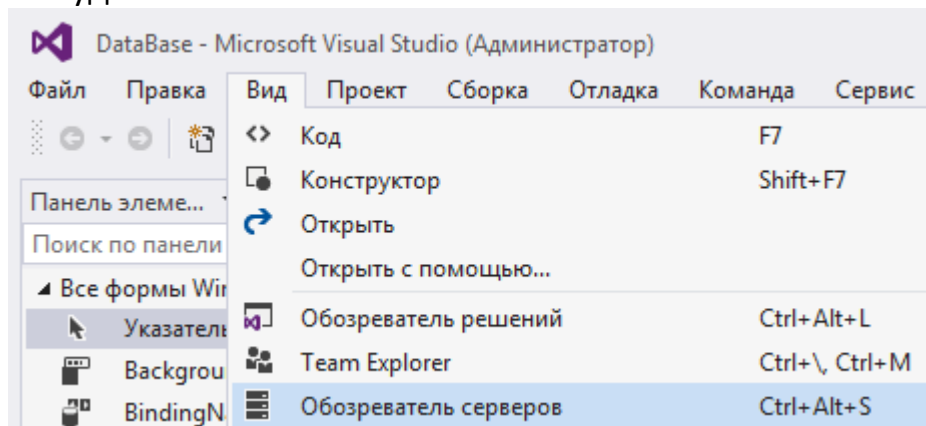 DataBase - Microsoft Visual Studio (Администратор)
Файл Правка Вид Проект Сборка Отладка Команда Сервис
Код F7
Панель элеме... Конструктор Shift+F7
Открыть
Поиск по панели
Открыть с помощью...
Все формы Wir
Указатель Обозреватель решений Ctrl+Alt+L
Backgrou Team Explorer Ctrl+\, Ctrl+M
BindingN Обозреватель серверов Ctrl+Alt+S